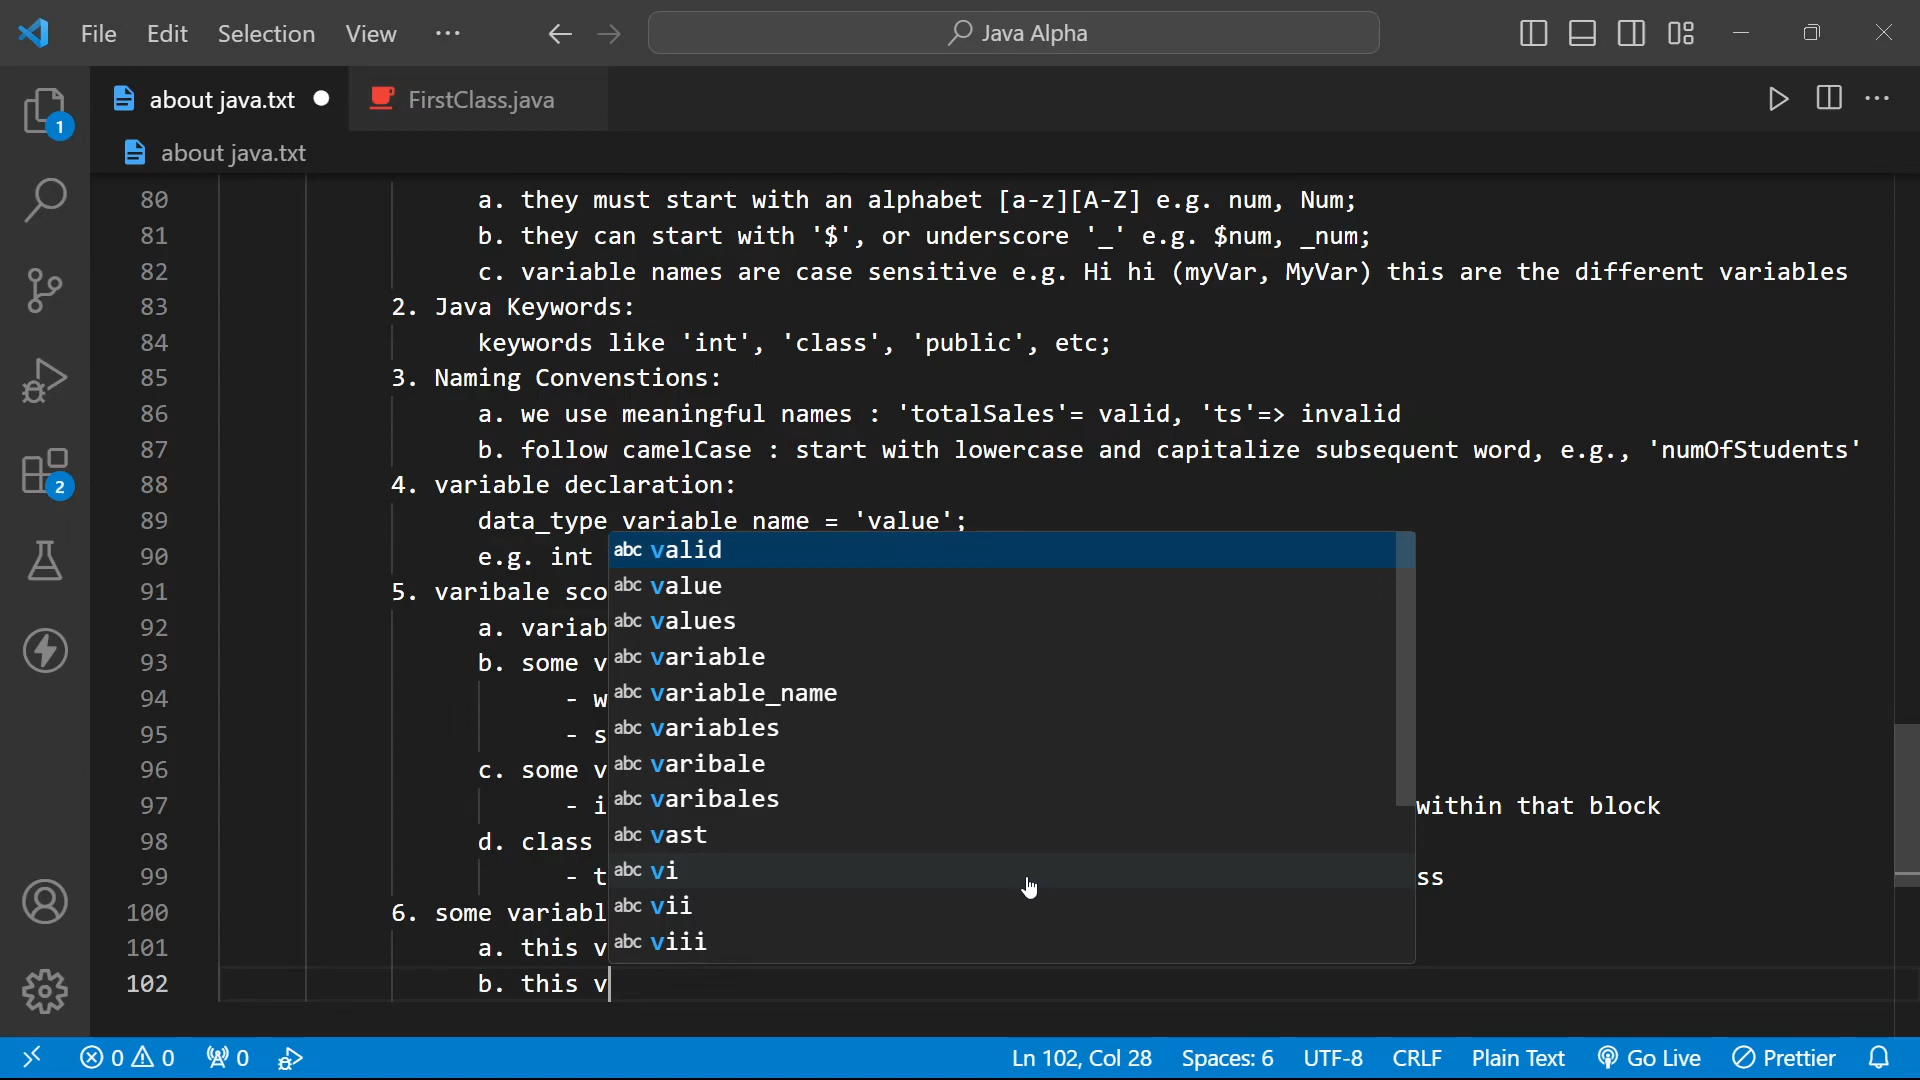 File Edit Selection View ... Java Alpha
about java.txt FirstClass.java
about java.txt
80 a. they must start with an alphabet [a-z][A-Z] e.g. num, Num;
81 b. they can start with '$', or underscore '_' e.g. $num, _num;
82 c. variable names are case sensitive e.g. Hi hi (myVar, MyVar) this are the different variables
83 2. Java Keywords:
84 keywords like 'int', 'class', 'public', etc;
85 3. Naming Convenstions:
86 a. we use meaningful names : 'totalSales'= valid, 'ts'=> invalid
87 b. follow camelCase : start with lowercase and capitalize subsequent word, e.g., 'numOfStudents'
88 4. variable declaration:
89 data_type variable_name = 'value';
90 e.g. int
91 5. varibale sco
92 a. variab
93 b. some v
94 - w
95 - s
96 c. some v
97 - i within that block
98 d. class
99 - t ss
100 6. some variabl
101 a. this v
102 b. this v
abc valid
abc value
abc values
abc variable
abc variable_name
abc variables
abc varibale
abc varibales
abc vast
abc vi
abc vii
abc viii
1
2
0 0 0 Ln 102, Col 28 Spaces: 6 UTF-8 CRLF Plain Text Go Live Prettier